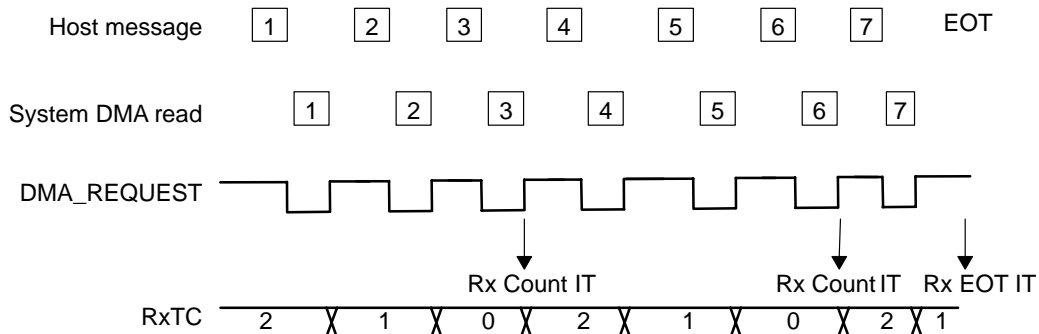 Host message 1 2 3 4 5 6 7 EOT
System DMA read 1 2 3 4 5 6 7
DMA_REQUEST
Rx Count IT Rx Count IT Rx EOT IT
RxTC 2 1 0 2 1 0 2 1